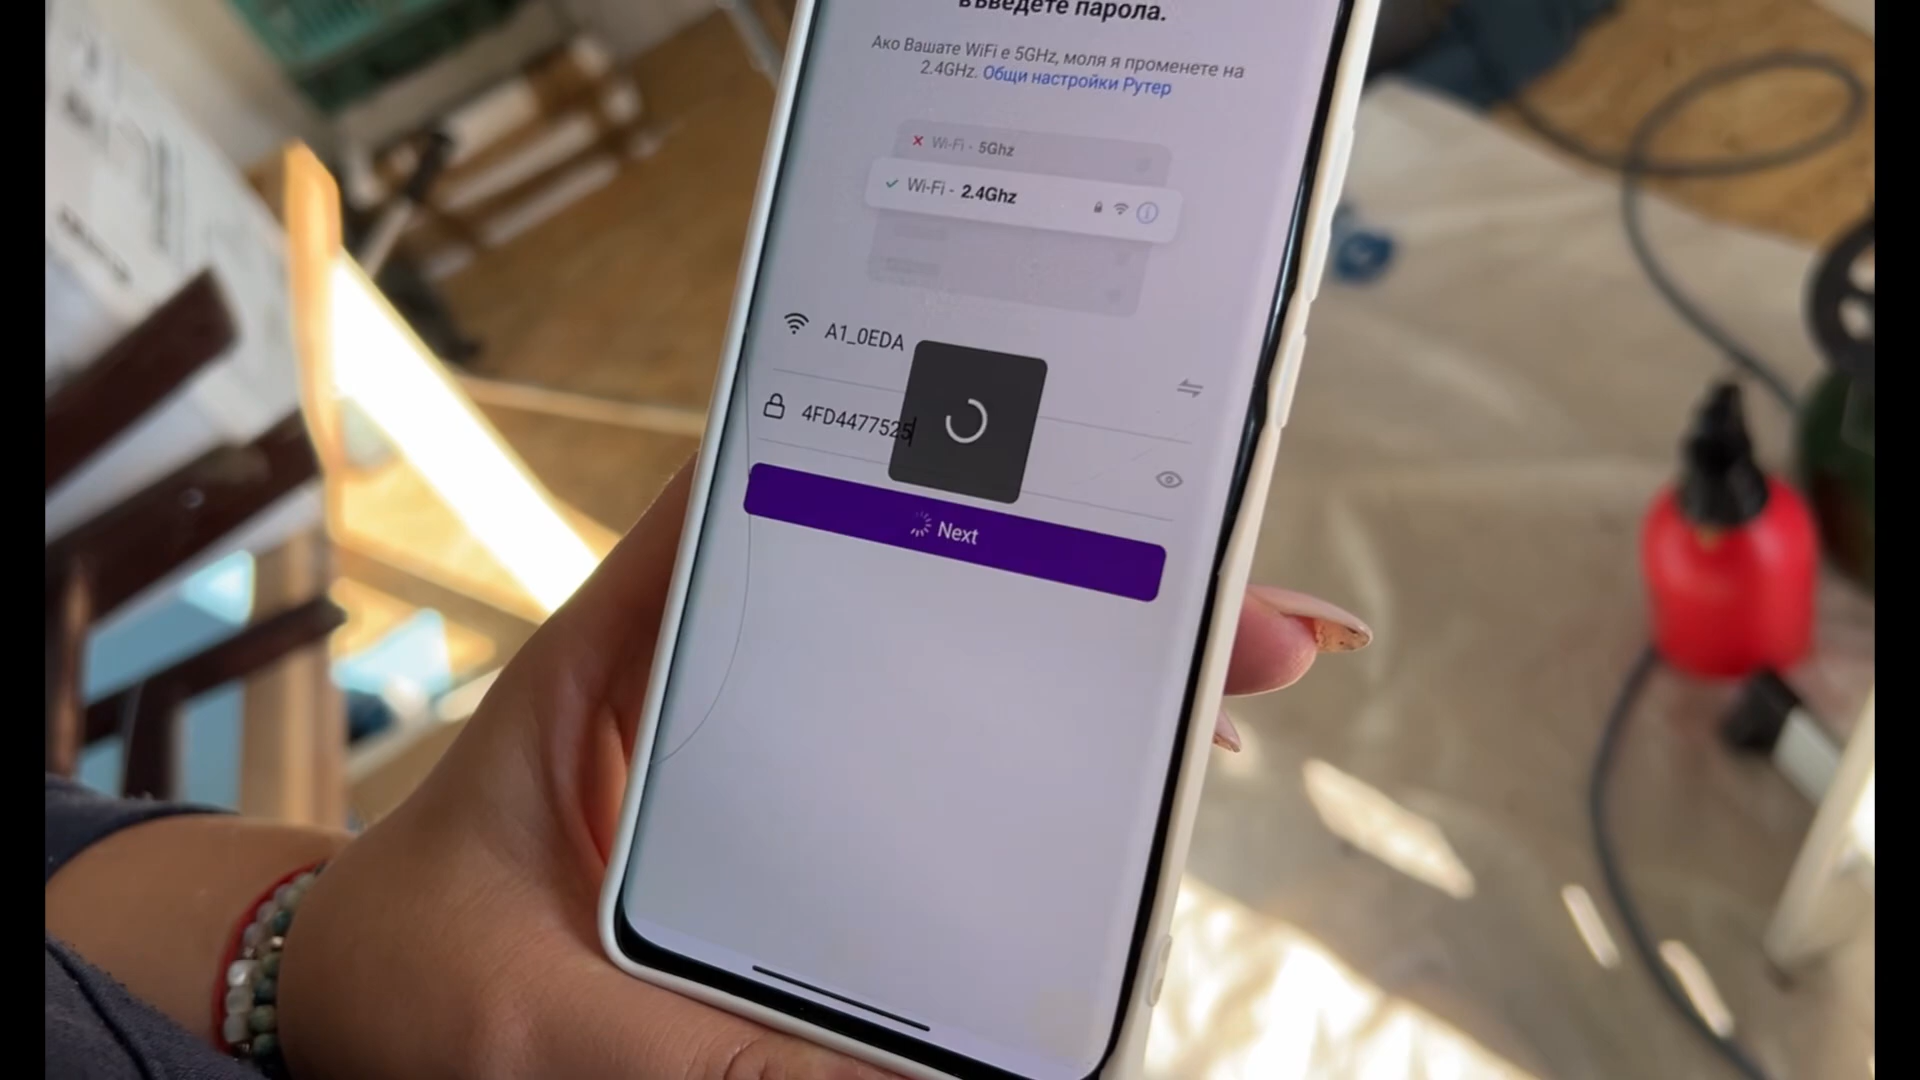 въведете парола.
Ако Вашате WiFi е 5GHz, моля я променете на
2.4GHz. Общи настройки Рутер
Wi-Fi - 5Ghz
Wi-Fi - 2.4Ghz
A1_0EDA
4FD4477525
Next